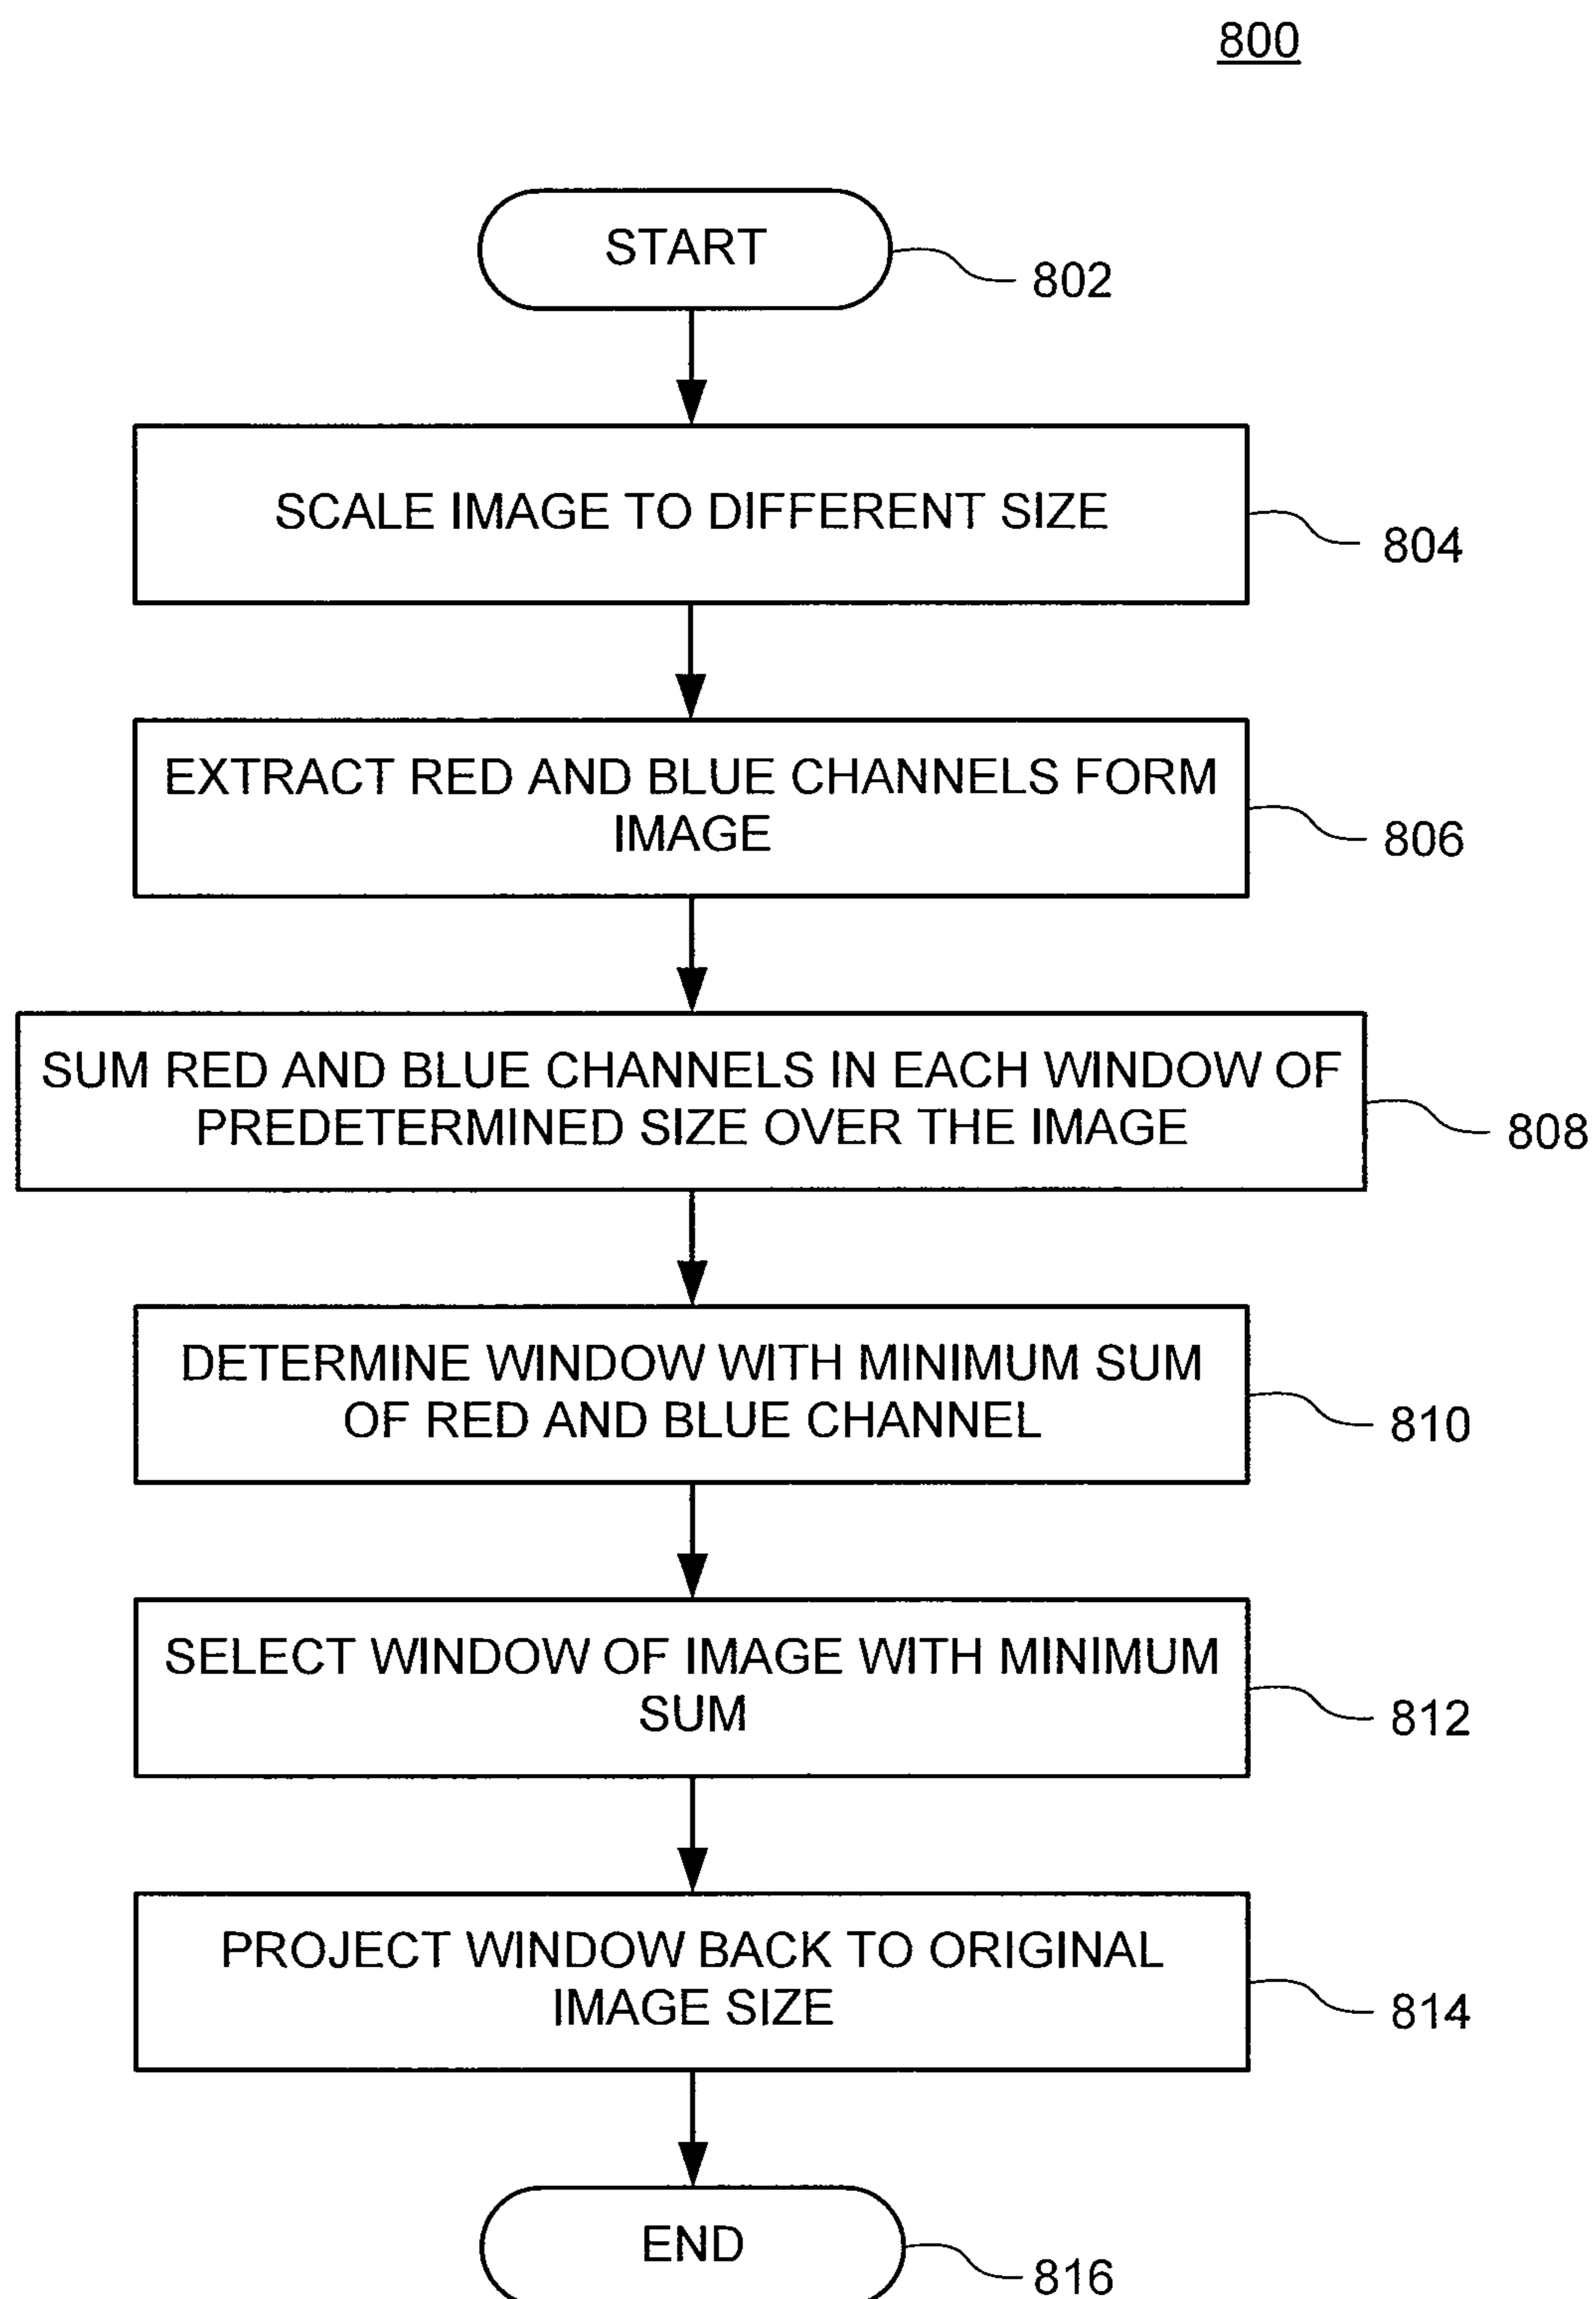 800
START
802
SCALE IMAGE TO DIFFERENT SIZE
804
EXTRACT RED AND BLUE CHANNELS FORM
IMAGE
806
SUM RED AND BLUE CHANNELS IN EACH WINDOW OF
PREDETERMINED SIZE OVER THE IMAGE
808
DETERMINE WINDOW WITH MINIMUM SUM
OF RED AND BLUE CHANNEL
810
SELECT WINDOW OF IMAGE WITH MINIMUM
SUM
812
PROJECT WINDOW BACK TO ORIGINAL
IMAGE SIZE
814
END
816